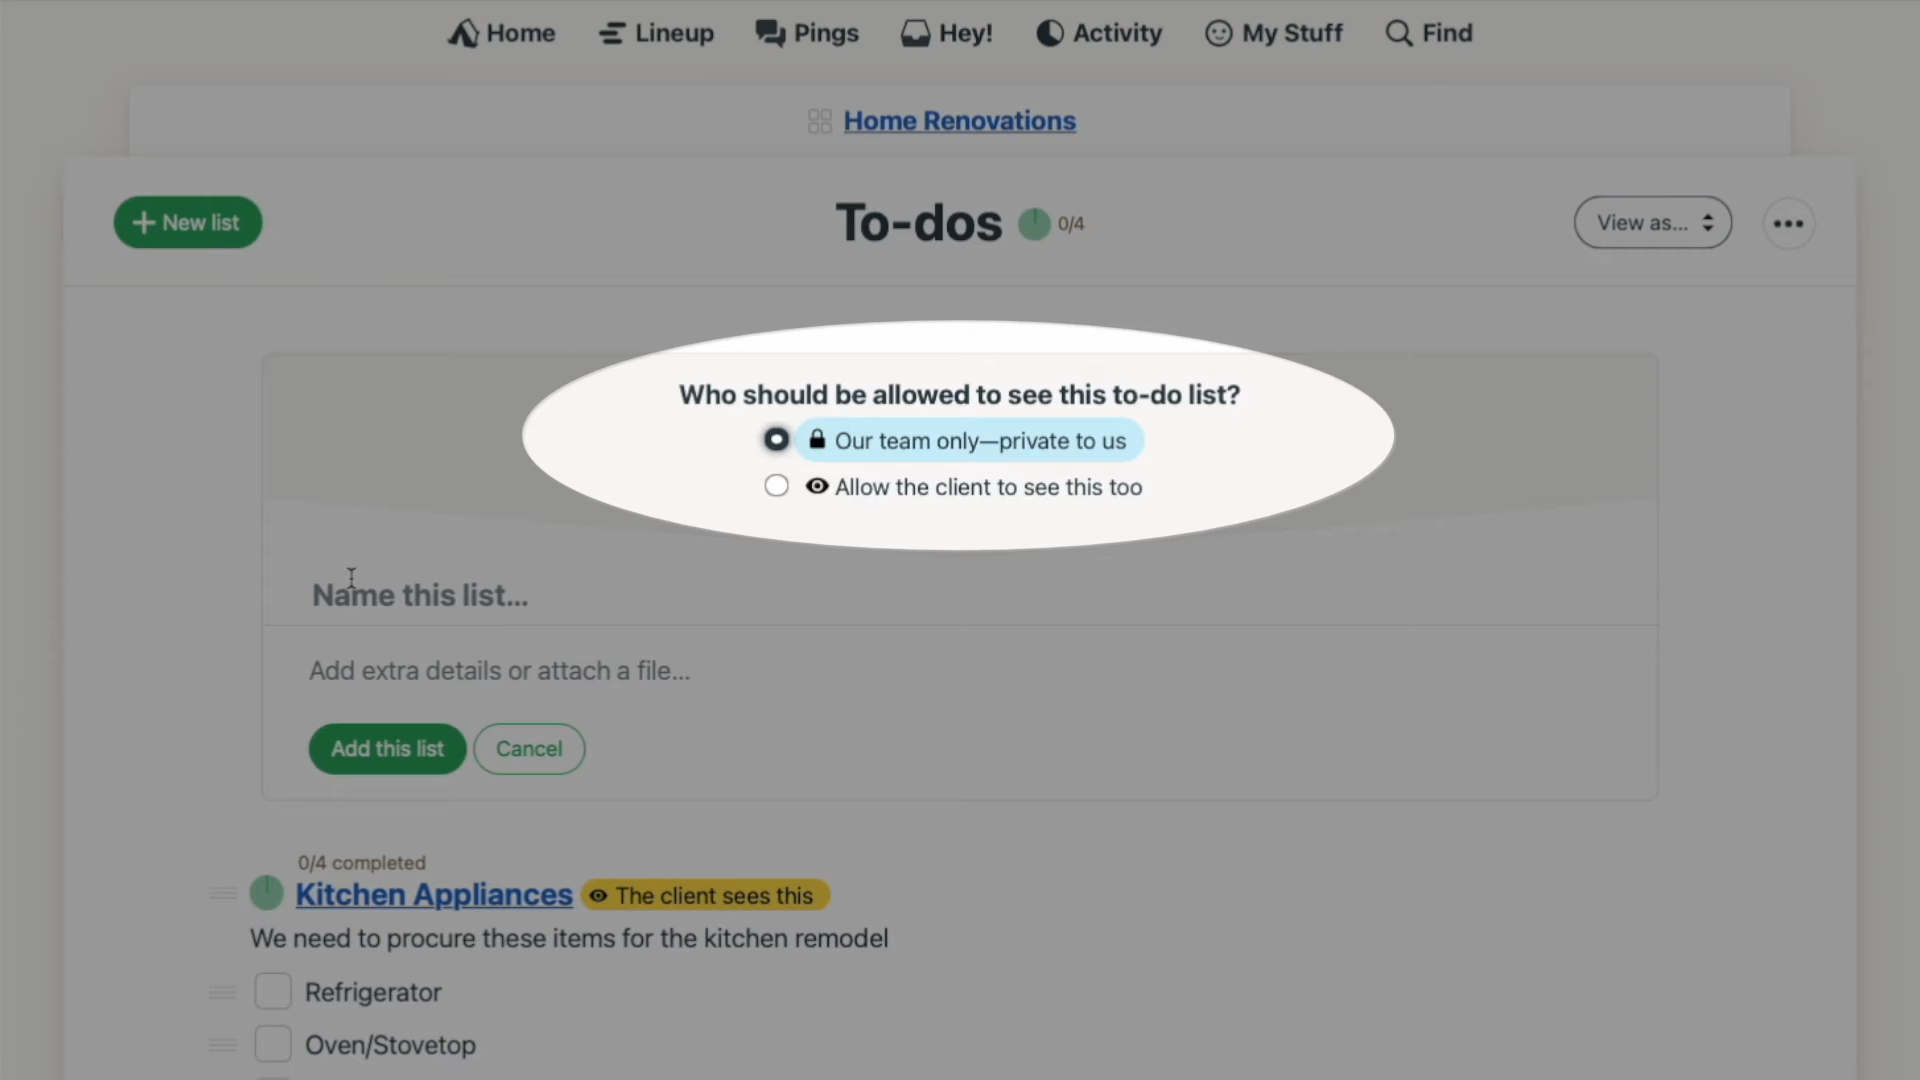 Home Lineup Pings Hey! Activity My Stuff Find
Home Renovations
+ New list
To-dos 0/4
View as...
Who should be allowed to see this to-do list?
Our team only—private to us
Allow the client to see this too
Name this list...
Add extra details or attach a file...
Add this list Cancel
0/4 completed
Kitchen Appliances The client sees this
We need to procure these items for the kitchen remodel
Refrigerator
Oven/Stovetop